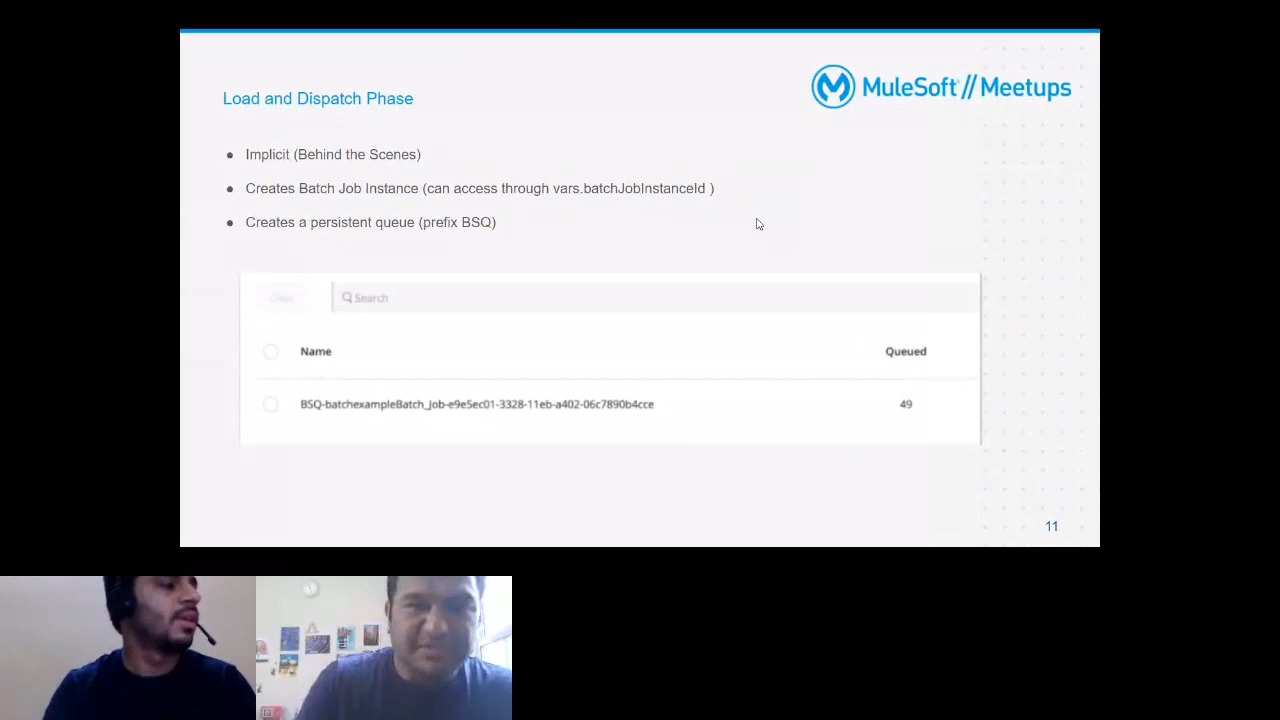 MuleSoft // Meetups
Load and Dispatch Phase
● Implicit (Behind the Scenes)
● Creates Batch Job Instance (can access through vars.batchJobInstanceId )
● Creates a persistent queue (prefix BSQ)
Clear
Search
Name Queued
BSQ-batchexampleBatch_Job-e9e5ec01-3328-11eb-a402-06c7890b4cce 49
11